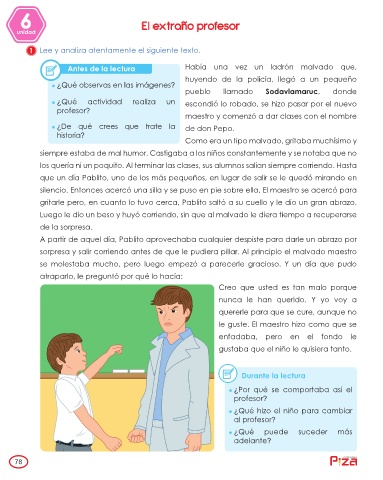 6
unidad
El extraño profesor
1 Lee y analiza atentamente el siguiente texto.
Antes de la lectura
¿Qué observas en las imágenes?
¿Qué actividad realiza un
profesor?
¿De qué crees que trate la
historia?
Había una vez un ladrón malvado que,
huyendo de la policía, llegó a un pequeño
pueblo llamado Sodavlamaruc, donde
escondió lo robado, se hizo pasar por el nuevo
maestro y comenzó a dar clases con el nombre
de don Pepo.
Como era un tipo malvado, gritaba muchísimo y
siempre estaba de mal humor. Castigaba a los niños constantemente y se notaba que no
los quería ni un poquito. Al terminar las clases, sus alumnos salían siempre corriendo. Hasta
que un día Pablito, uno de los más pequeños, en lugar de salir se le quedó mirando en
silencio. Entonces acercó una silla y se puso en pie sobre ella. El maestro se acercó para
gritarle pero, en cuanto lo tuvo cerca, Pablito saltó a su cuello y le dio un gran abrazo.
Luego le dio un beso y huyó corriendo, sin que al malvado le diera tiempo a recuperarse
de la sorpresa.
A partir de aquel día, Pablito aprovechaba cualquier despiste para darle un abrazo por
sorpresa y salir corriendo antes de que le pudiera pillar. Al principio el malvado maestro
se molestaba mucho, pero luego empezó a parecerle gracioso. Y un día que pudo
atraparlo, le preguntó por qué lo hacía:
Creo que usted es tan malo porque
nunca le han querido. Y yo voy a
quererle para que se cure, aunque no
le guste. El maestro hizo como que se
enfadaba, pero en el fondo le
gustaba que el niño le quisiera tanto.
Durante la lectura
¿Por qué se comportaba así el
profesor?
¿Qué hizo el niño para cambiar
al profesor?
¿Qué puede suceder más
adelante?
78